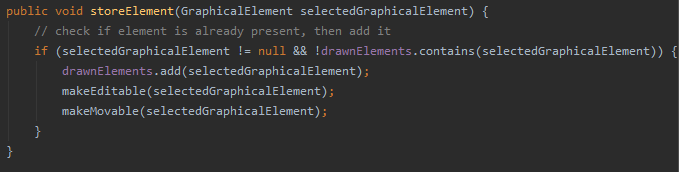 public void storeElement(GraphicalElement selectedGraphicalElement) {
    // check if element is already present, then add it
    if (selectedGraphicalElement != null && !drawnElements.contains(selectedGraphicalElement)) {
        drawnElements.add(selectedGraphicalElement);
        makeEditable(selectedGraphicalElement);
        makeMovable(selectedGraphicalElement);
    }
}